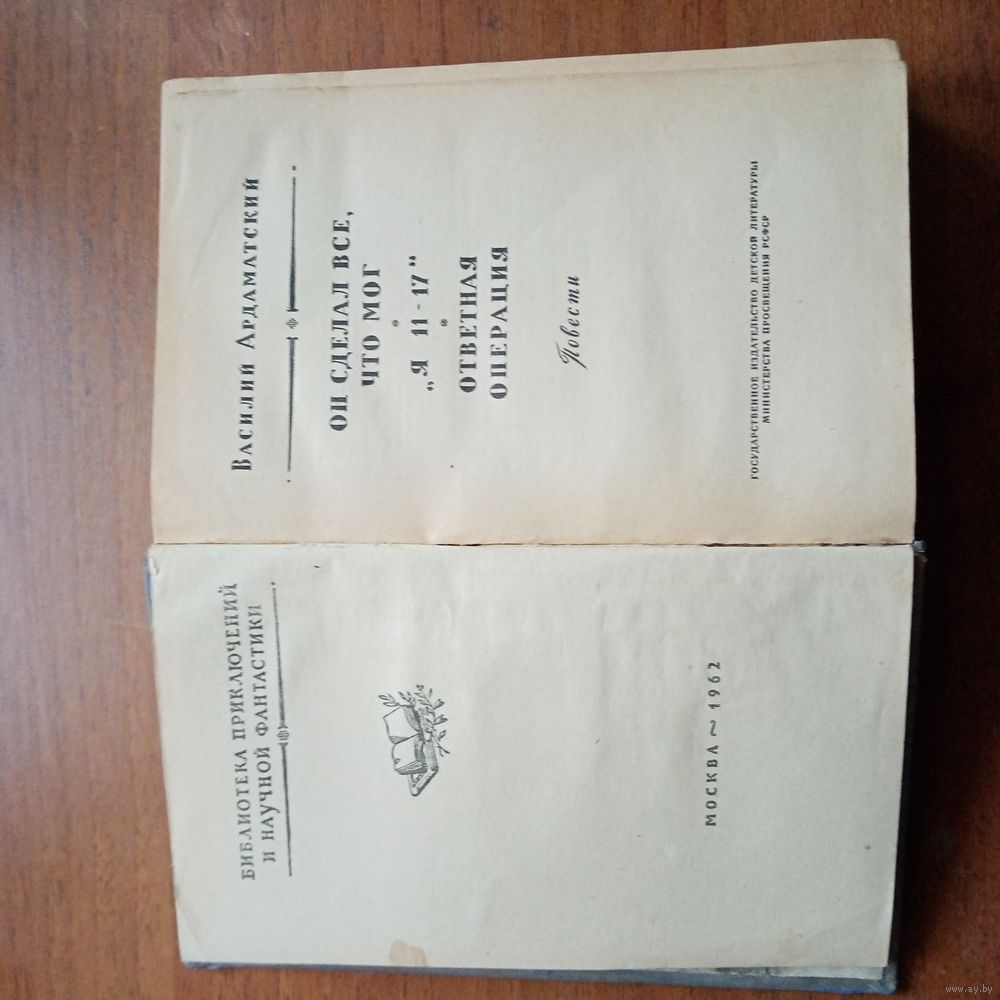 БИБЛИОТЕКА ПРИКЛЮЧЕНИЙ
И НАУЧНОЙ ФАНТАСТИКИ
МОСКВА ~ 1962
ВАСИЛИЙ АРДАМАТСКИЙ
ОН СДЕЛАЛ ВСЕ,
ЧТО МОГ
„Я 11-17”
ОТВЕТНАЯ
ОПЕРАЦИЯ
Повести
ГОСУДАРСТВЕННОЕ ИЗДАТЕЛЬСТВО ДЕТСКОЙ ЛИТЕРАТУРЫ
МИНИСТЕРСТВА ПРОСВЕЩЕНИЯ РСФСР
www.ay.by